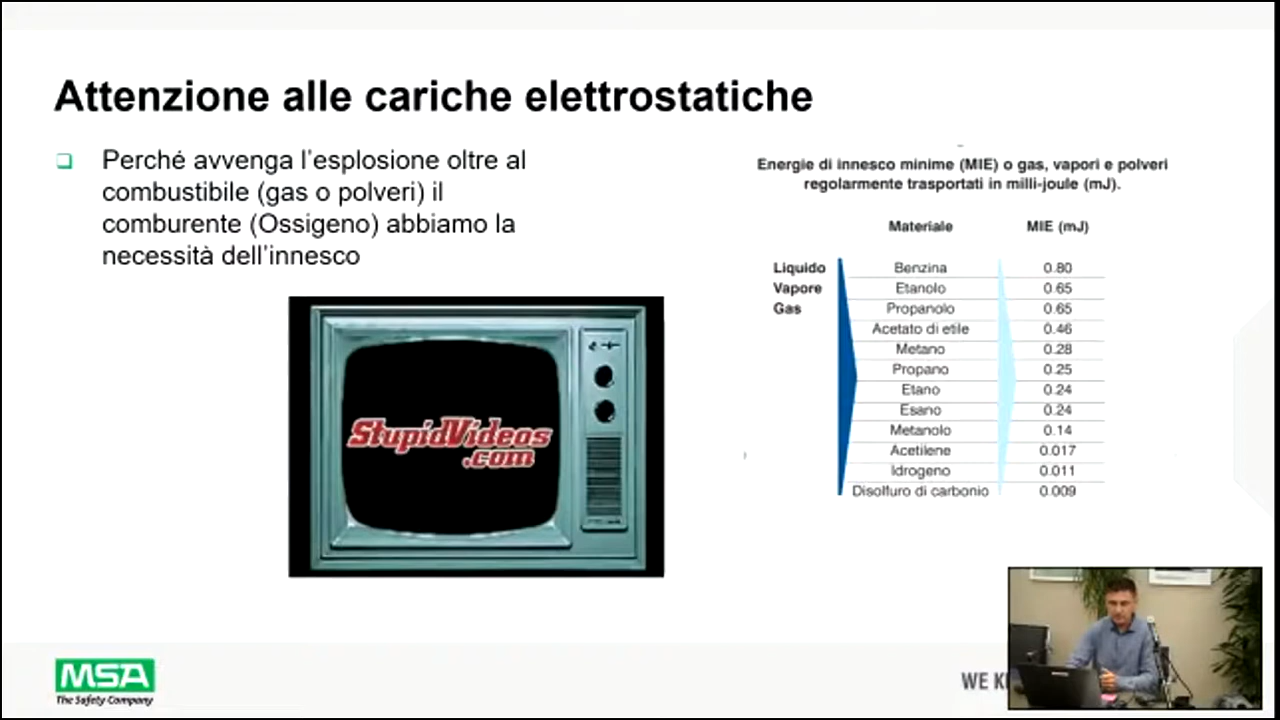 Attenzione alle cariche elettrostatiche
Perché avvenga l'esplosione oltre al
combustibile (gas o polveri) il
comburente (Ossigeno) abbiamo la
necessità dell'innesco
StupidVideos
.com
Energie di innesco minime (MIE) o gas, vapori e polveri
regolarmente trasportati in milli-joule (mJ).
Materiale MIE (mJ)
Liquido Benzina 0.80
Vapore Etanolo 0.65
Gas Propanolo 0.65
Acetato di etile 0.46
Metano 0.28
Propano 0.25
Etano 0.24
Esano 0.24
Metanolo 0.14
Acetilene 0.017
Idrogeno 0.011
Disolfuro di carbonio 0.009
MSA
The Safety Company
WE